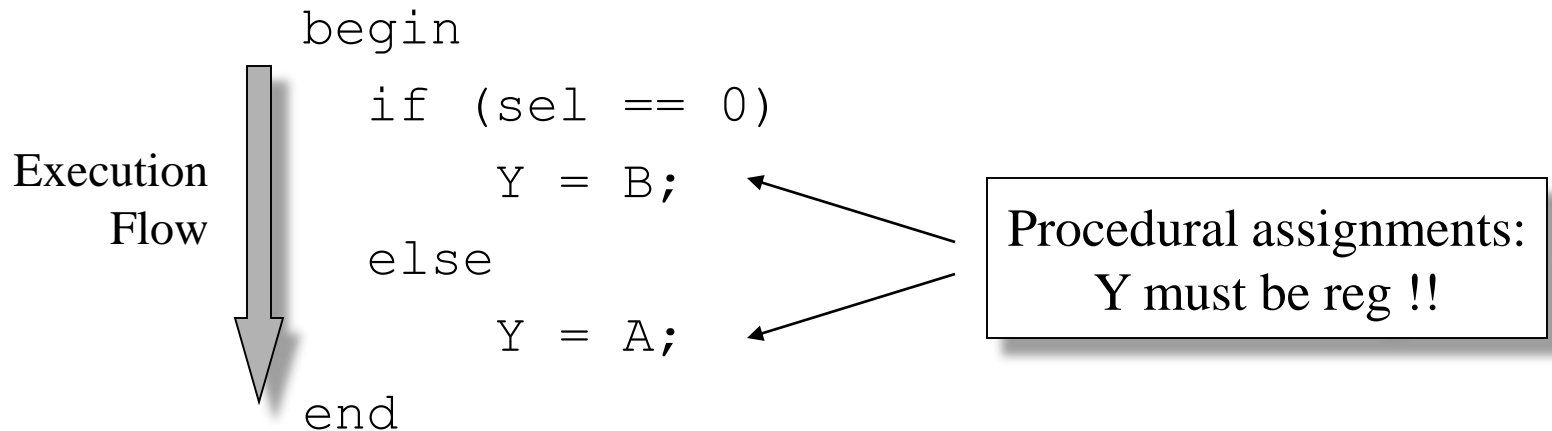 begin
if (sel == 0)
Y = B;
else
Y = A;
end
Execution
Flow
Procedural assignments:
Y must be reg !!